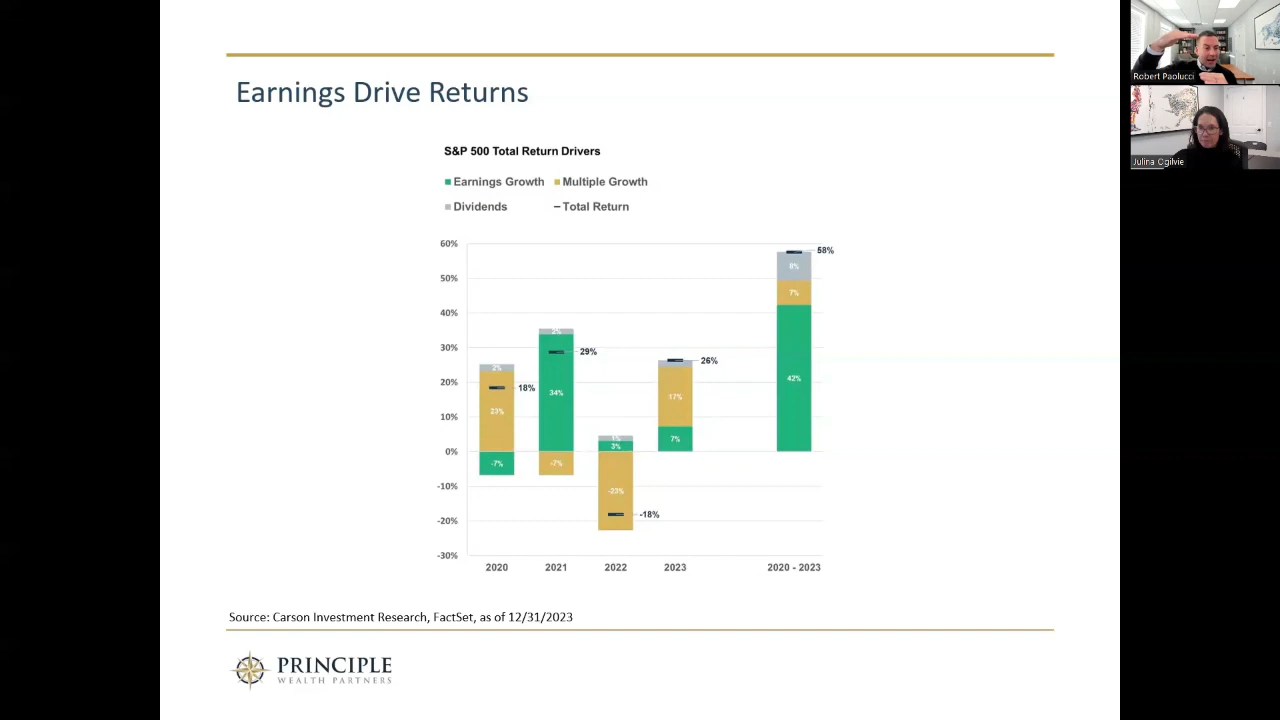 Earnings Drive Returns
S&P 500 Total Return Drivers
Earnings Growth Multiple Growth
Dividends Total Return
60%
50%
40%
30%
20%
10%
0%
-10%
-20%
-30%
2%
23%
18%
-7%
2%
29%
34%
-7%
1%
3%
-23%
-18%
26%
17%
7%
58%
8%
7%
42%
2020 2021 2022 2023 2020 - 2023
Source: Carson Investment Research, FactSet, as of 12/31/2023
PRINCIPLE
WEALTH PARTNERS
Robert Paolucci
Julina Ogilvie